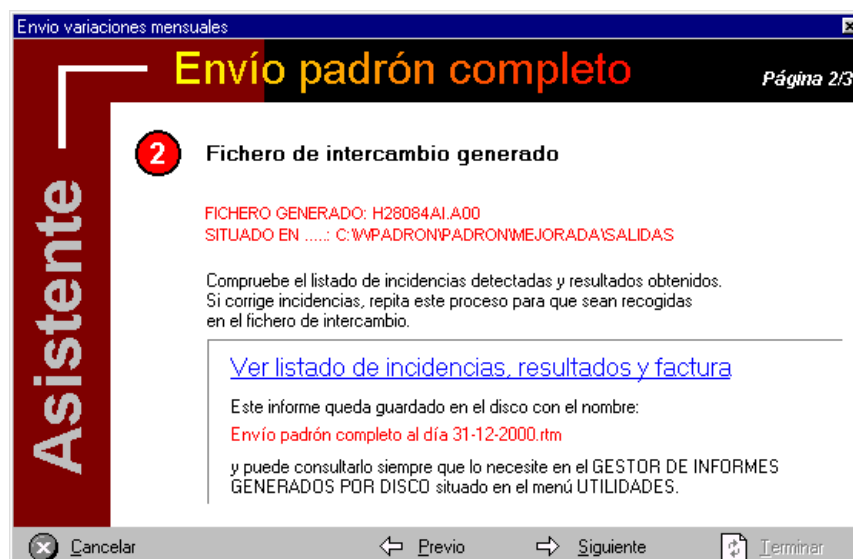 Envio variaciones mensuales
Envío padrón completo
Página 2/3
Asistente
2 Fichero de intercambio generado
FICHERO GENERADO: H28084AI.A00
SITUADO EN .....: C:\WPADRON\PADRON\MEJORADA\SALIDAS
Compruebe el listado de incidencias detectadas y resultados obtenidos.
Si corrige incidencias, repita este proceso para que sean recogidas
en el fichero de intercambio.
Ver listado de incidencias, resultados y factura
Este informe queda guardado en el disco con el nombre:
Envío padrón completo al día 31-12-2000.rtm
y puede consultarlo siempre que lo necesite en el GESTOR DE INFORMES
GENERADOS POR DISCO situado en el menú UTILIDADES.
Cancelar
Previo
Siguiente
Terminar